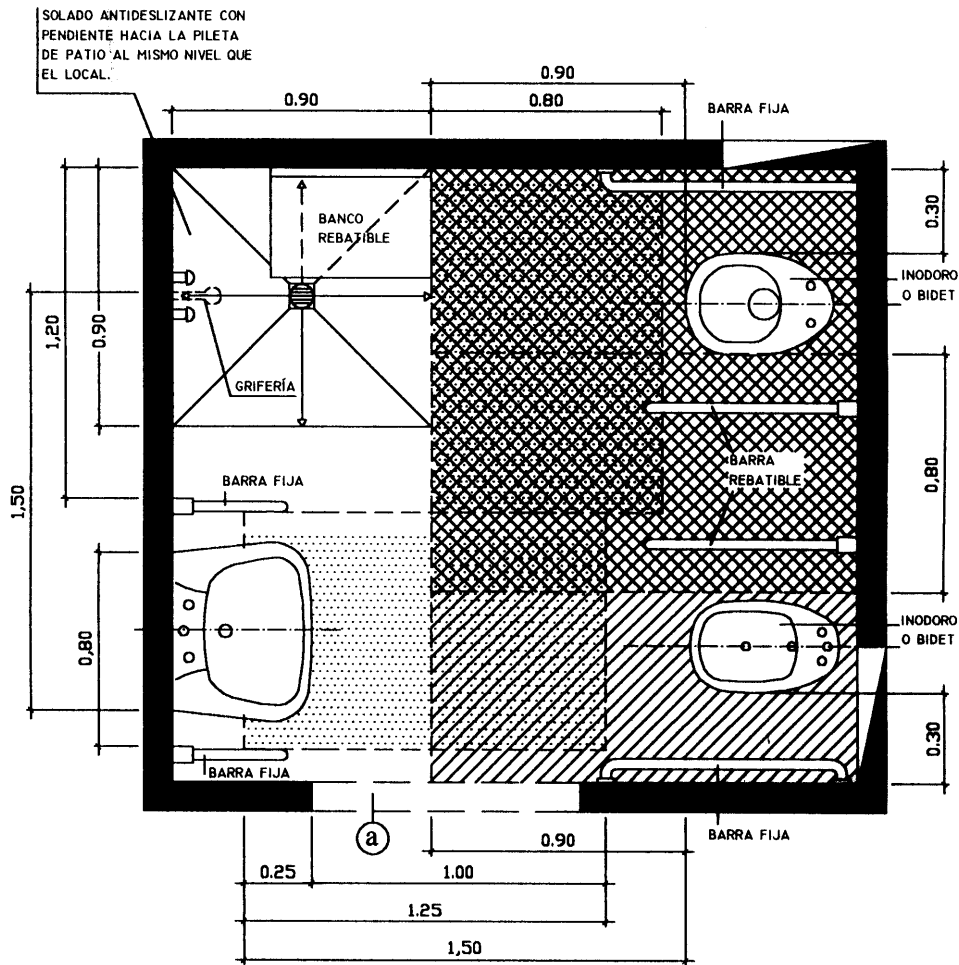 SOLADO ANTIDESLIZANTE CON
PENDIENTE HACIA LA PILETA
DE PATIO AL MISMO NIVEL QUE
EL LOCAL.
0.90
0.90
0.80
BARRA FIJA
0.30
BANCO
REBATIBLE
INODORO
O BIDET
1,20
0.90
1,50
GRIFERÍA
BARRA
REBATIBLE
0,80
BARRA FIJA
INODORO
O BIDET
0,80
0.30
BARRA FIJA
a
BARRA FIJA
0.90
0.25
1.00
1.25
1,50